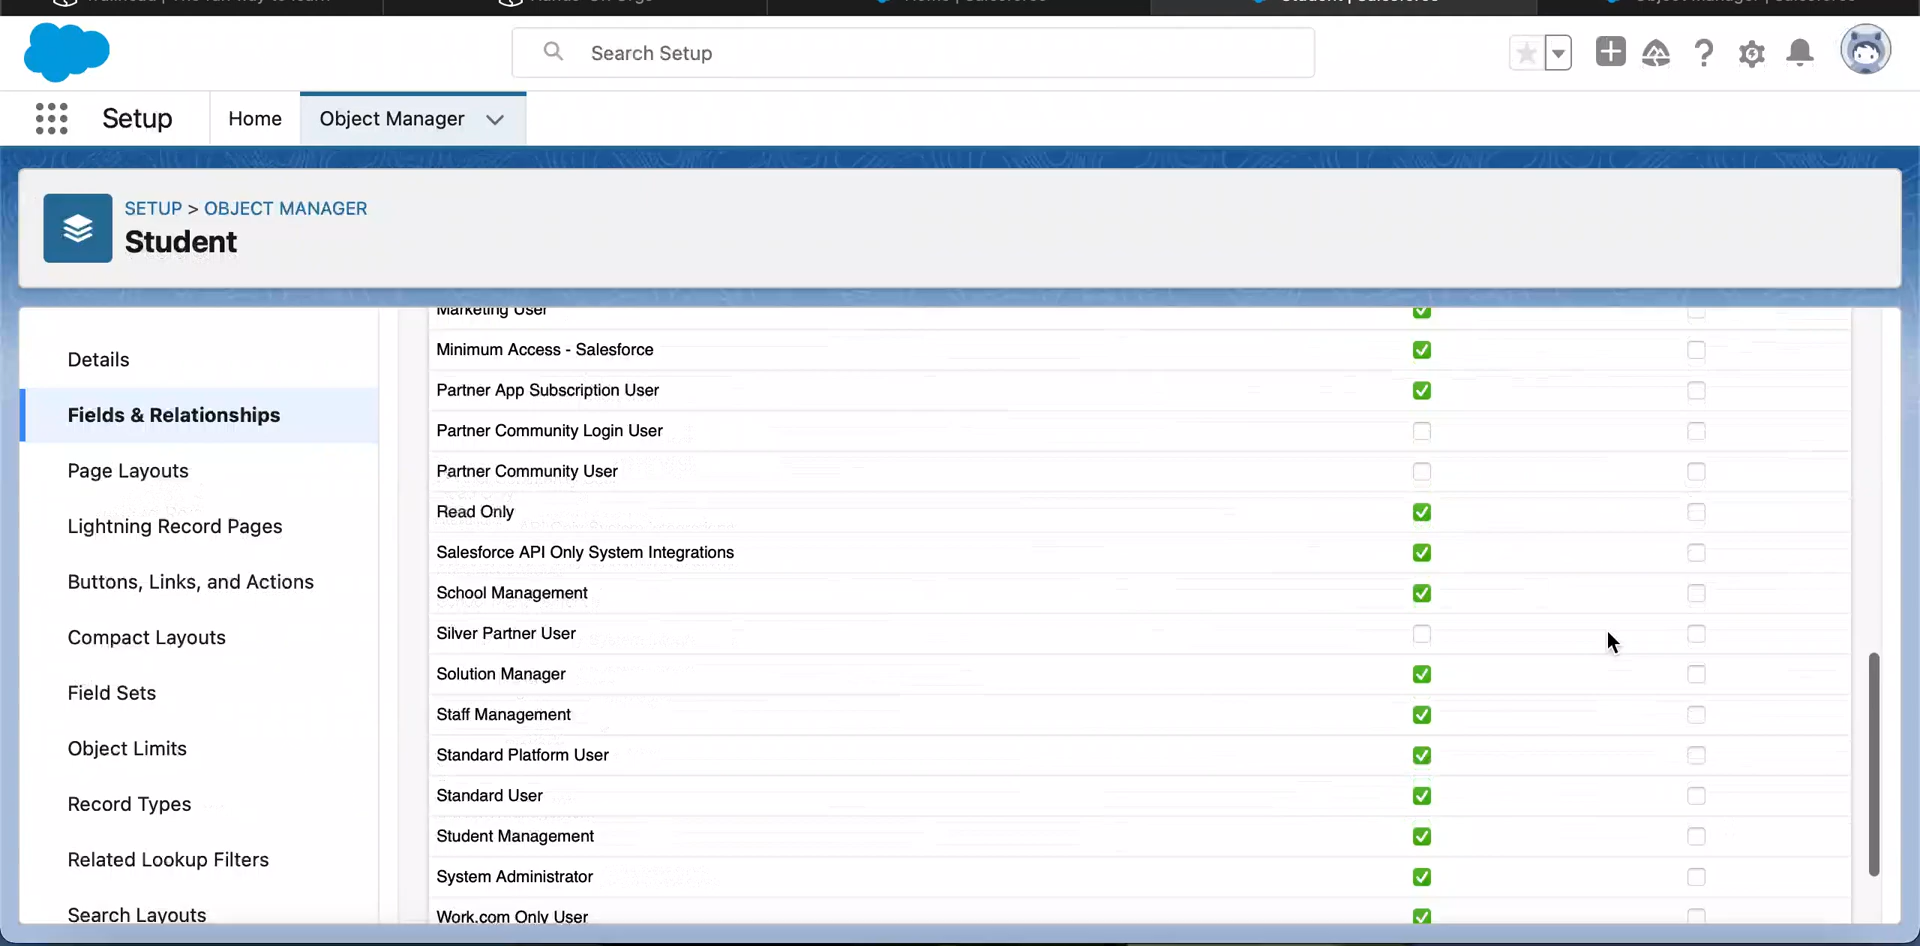 Search Setup
Setup
Home
Object Manager
SETUP > OBJECT MANAGER
Student
Details
Fields & Relationships
Page Layouts
Lightning Record Pages
Buttons, Links, and Actions
Compact Layouts
Field Sets
Object Limits
Record Types
Related Lookup Filters
Search Layouts
Marketing User
Minimum Access - Salesforce
Partner App Subscription User
Partner Community Login User
Partner Community User
Read Only
Salesforce API Only System Integrations
School Management
Silver Partner User
Solution Manager
Staff Management
Standard Platform User
Standard User
Student Management
System Administrator
Work.com Only User